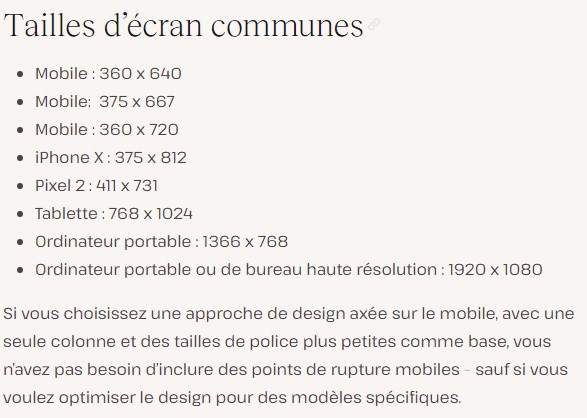 Tailles d'écran communes
Mobile : 360 x 640
Mobile: 375 x 667
Mobile : 360 x 720
iPhone X : 375 x 812
Pixel 2 : 411 x 731
Tablette : 768 x 1024
Ordinateur portable : 1366 x 768
Ordinateur portable ou de bureau haute résolution : 1920 x 1080
Si vous choisissez une approche de design axée sur le mobile, avec une
seule colonne et des tailles de police plus petites comme base, vous
n'avez pas besoin d'inclure des points de rupture mobiles – sauf si vous
voulez optimiser le design pour des modèles spécifiques.